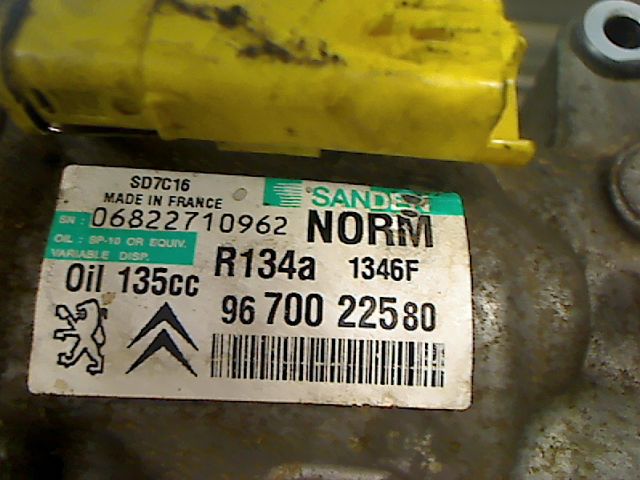 SD7C16
MADE IN FRANCE
SANDEN
SN: 06822710962 NORM
OIL: SP-10 OR EQUIV.
VARIABLE DISP.
Oil 135cc R134a 1346F
96 700 225 80